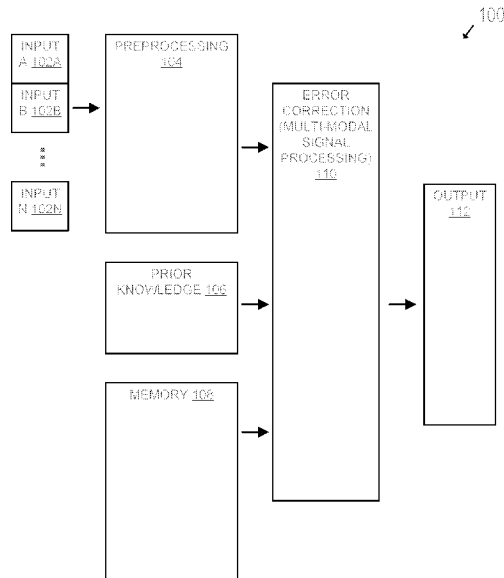 100
INPUT
A 102A
INPUT
B 102B
INPUT
N 102N
PREPROCESSING
104
PRIOR
KNOWLEDGE 106
MEMORY 108
ERROR
CORRECTION
(MULTI-MODAL
SIGNAL
PROCESSING)
110
OUTPUT
112